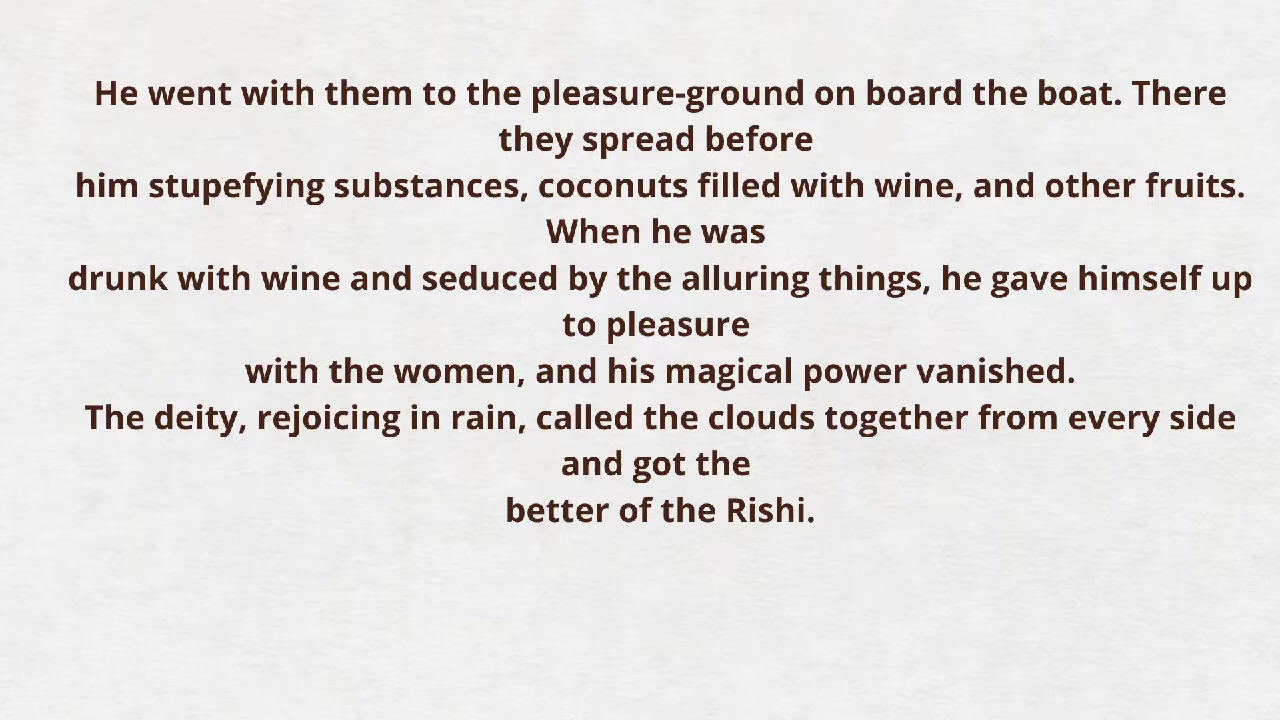 He went with them to the pleasure-ground on board the boat. There
they spread before
him stupefying substances, coconuts filled with wine, and other fruits.
When he was
drunk with wine and seduced by the alluring things, he gave himself up
to pleasure
with the women, and his magical power vanished.
The deity, rejoicing in rain, called the clouds together from every side
and got the
better of the Rishi.